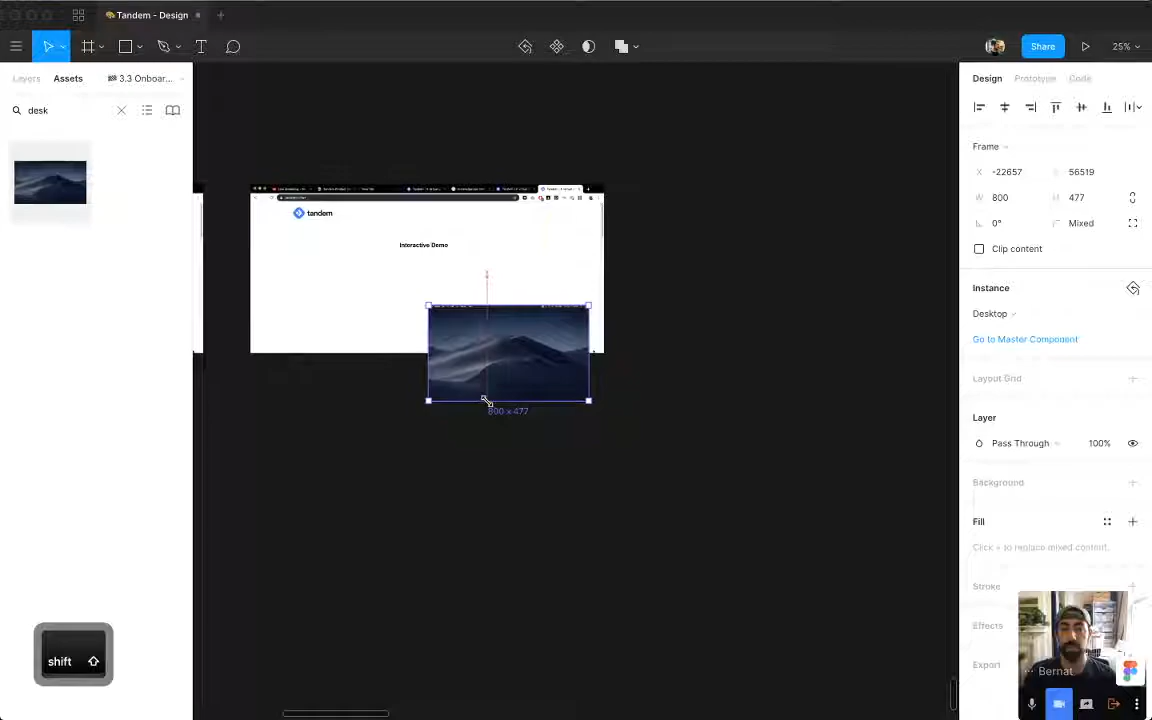 Tandem - Design
Share
25%
Layers
Assets
3.3 Onboar...
Design
Prototype
Code
desk
Frame
X
-22657
56519
W
800
H
477
0°
Mixed
Clip content
Instance
Desktop
Go to Master Component
Layout Grid
Layer
Pass Through
100%
Background
Fill
Click + to replace mixed content.
Stroke
Effects
Export
tandem
Interactive Demo
800 x 477
shift
Bernat